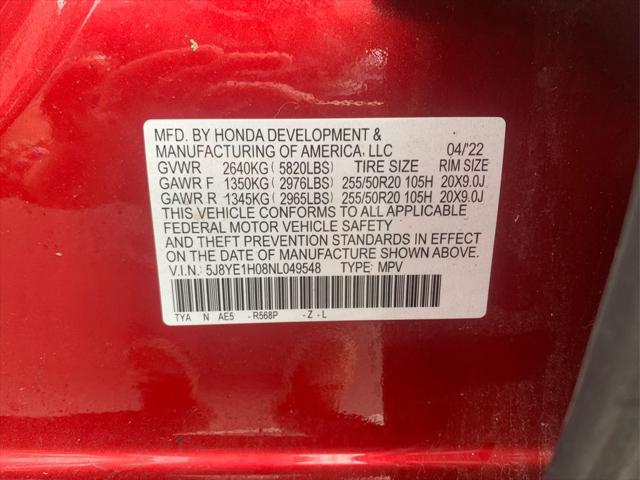 MFD. BY HONDA DEVELOPMENT &
MANUFACTURING OF AMERICA, LLC 04/'22
GVWR 2640KG ( 5820LBS) TIRE SIZE RIM SIZE
GAWR F 1350KG ( 2976LBS) 255/50R20 105H 20X9.0J
GAWR R 1345KG ( 2965LBS) 255/50R20 105H 20X9.0J
THIS VEHICLE CONFORMS TO ALL APPLICABLE
FEDERAL MOTOR VEHICLE SAFETY
AND THEFT PREVENTION STANDARDS IN EFFECT
ON THE DATE OF MANUFACTURE SHOWN ABOVE.
V.I.N.: 5J8YE1H08NL049548 TYPE: MPV
TYA N AE5 - R568P - Z - L